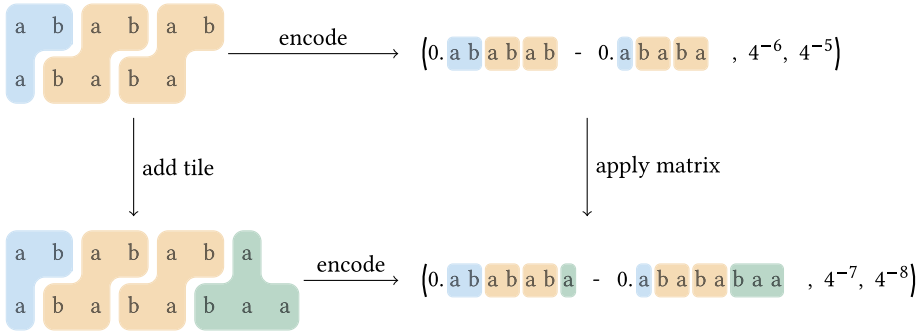 a b a b a b
a b a b a
encode
(0. a b a b a b - 0. a b a b a , 4⁻⁶, 4⁻⁵)
add tile
apply matrix
a b a b a b a
a b a b a b a a
encode
(0. a b a b a b a - 0. a b a b a b a a , 4⁻⁷, 4⁻⁸)